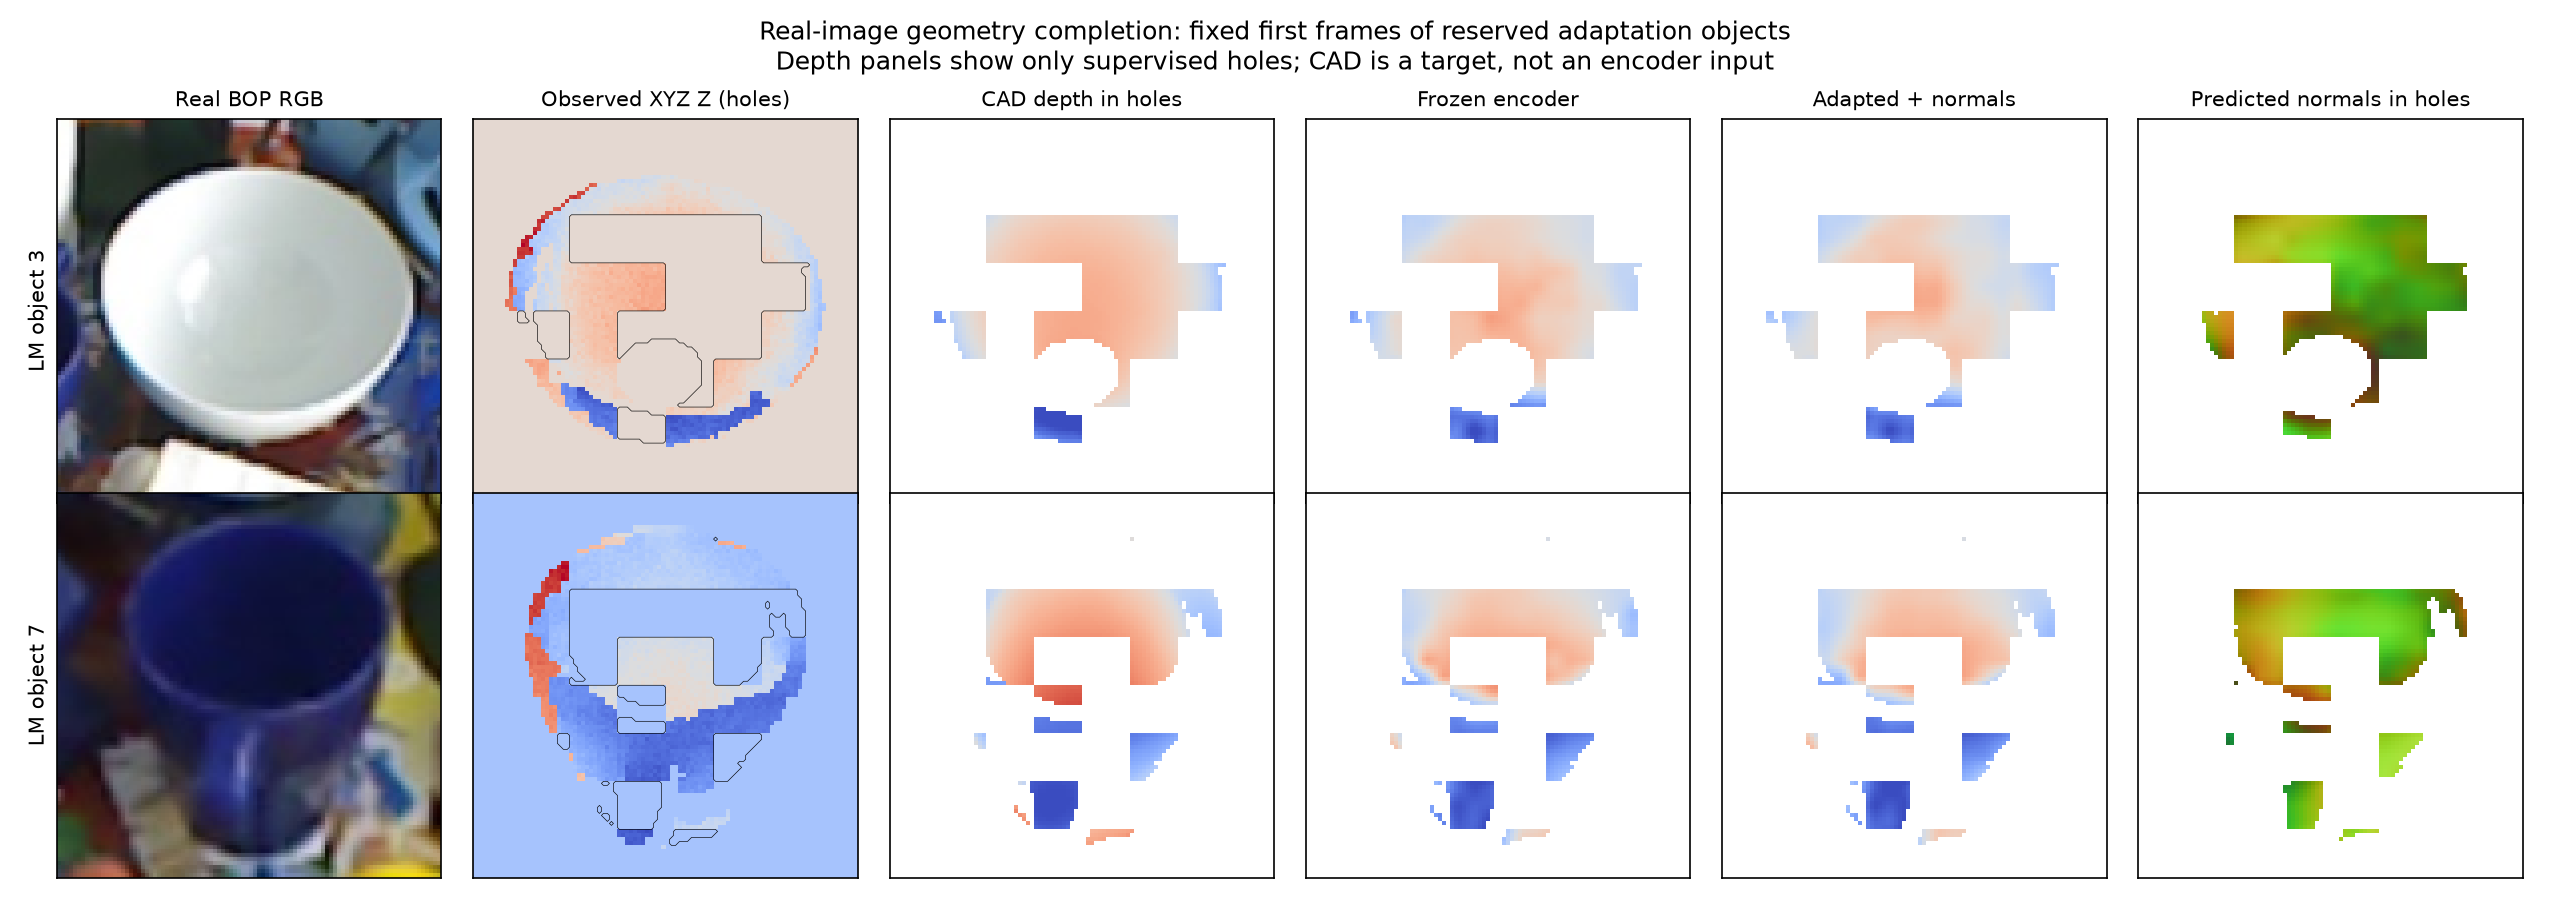 Real-image geometry completion: fixed first frames of reserved adaptation objects
Depth panels show only supervised holes; CAD is a target, not an encoder input
Real BOP RGB
Observed XYZ Z (holes)
CAD depth in holes
Frozen encoder
Adapted + normals
Predicted normals in holes
LM object 3
LM object 7